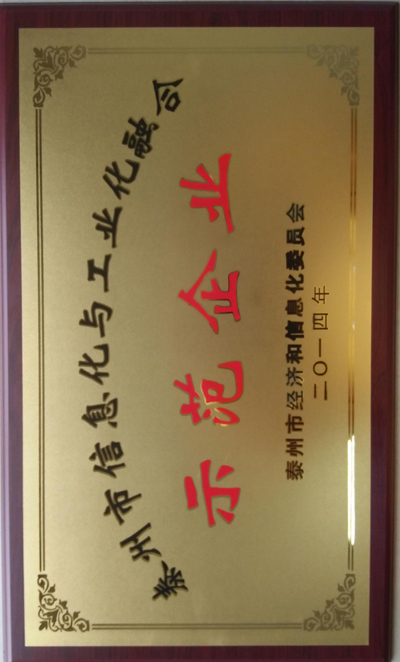 泰州市信息化与工业化融合
示范企业
泰州市经济和信息化委员会
二〇一四年